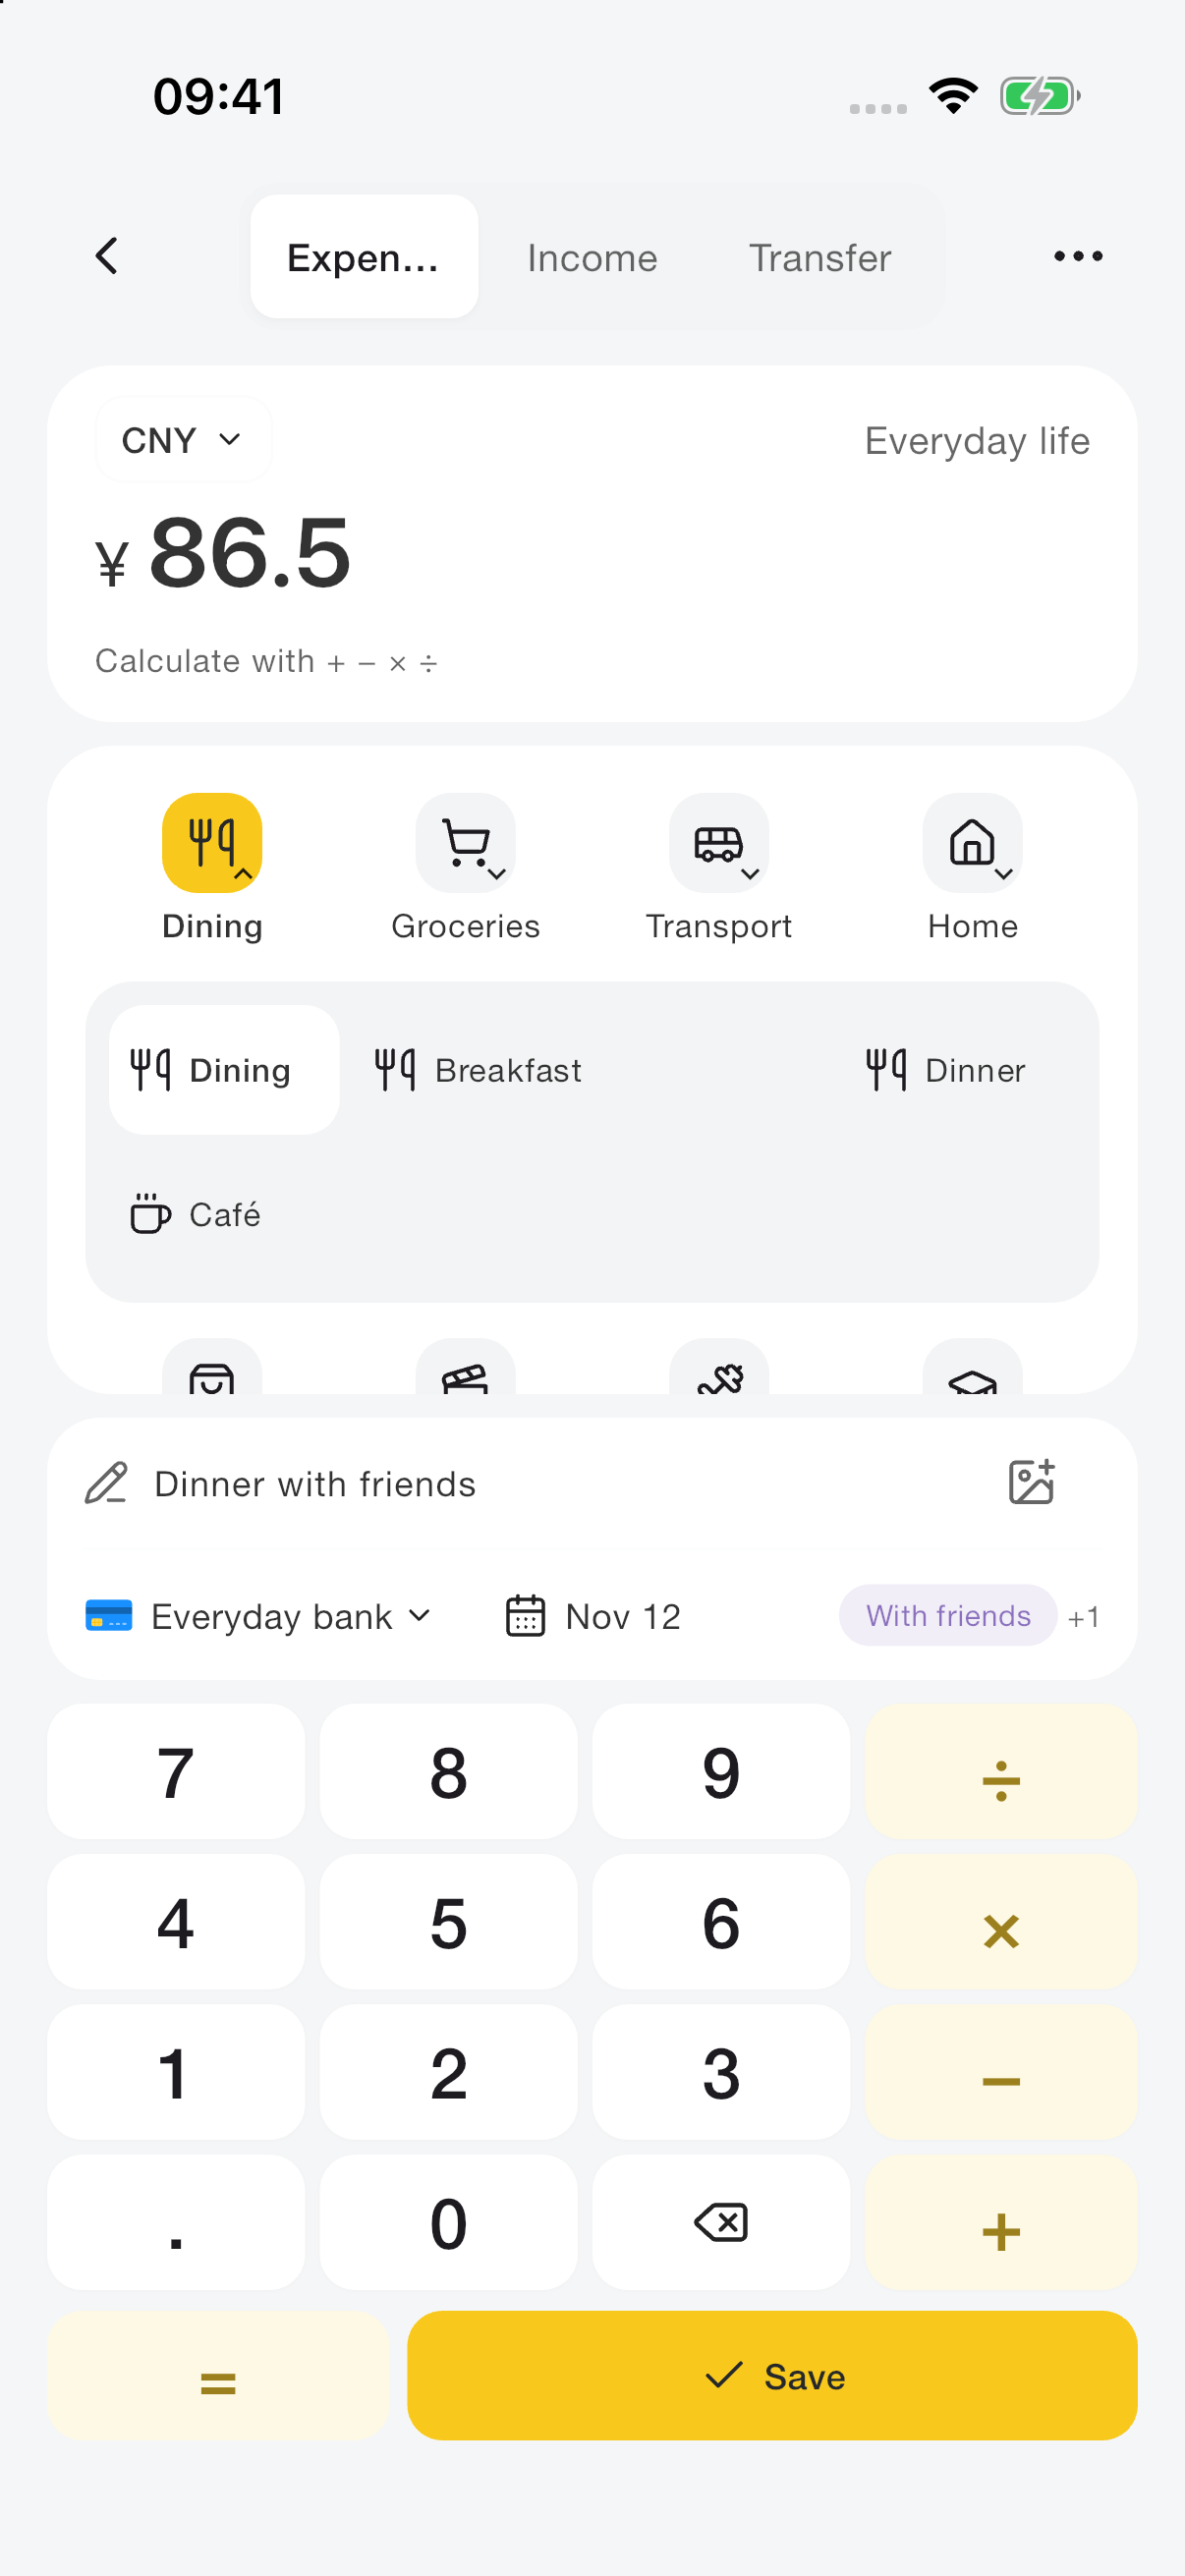 09:41
Expen...
Income
Transfer
CNY
Everyday life
¥ 86.5
Calculate with + − × ÷
Dining
Groceries
Transport
Home
Dining
Breakfast
Dinner
Café
Dinner with friends
Everyday bank
Nov 12
With friends
+1
7 8 9 ÷
4 5 6 ×
1 2 3 −
. 0 +
=
Save